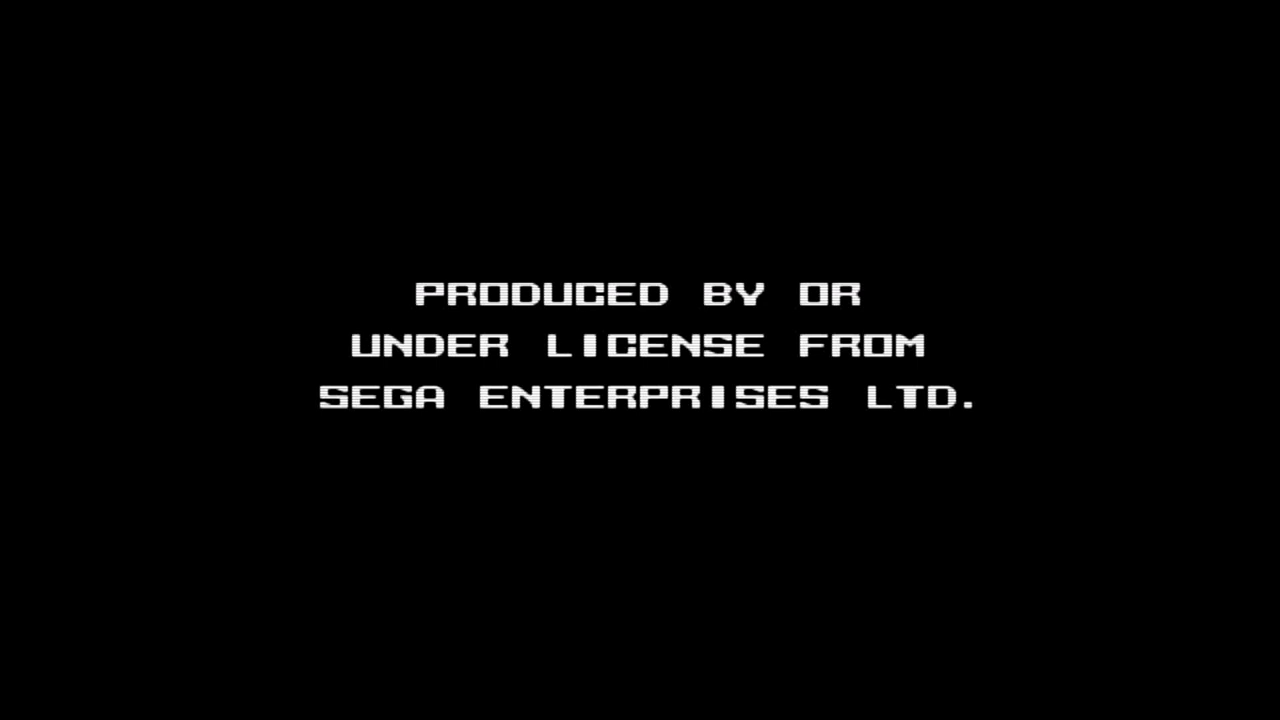 PRODUCED BY OR
UNDER LICENSE FROM
SEGA ENTERPRISES LTD.